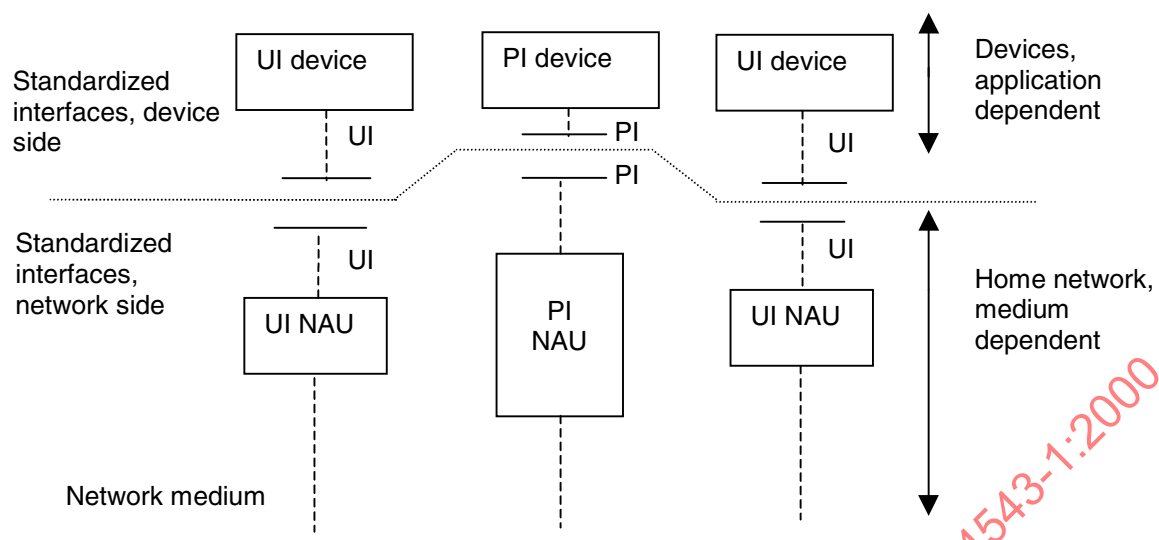 UI device
PI device
UI device
Devices,
application
dependent
Standardized
interfaces, device
side
UI
PI
UI
PI
Standardized
interfaces,
network side
UI
UI
Home network,
medium
dependent
UI NAU
PI
NAU
UI NAU
Network medium
4543-1:2000